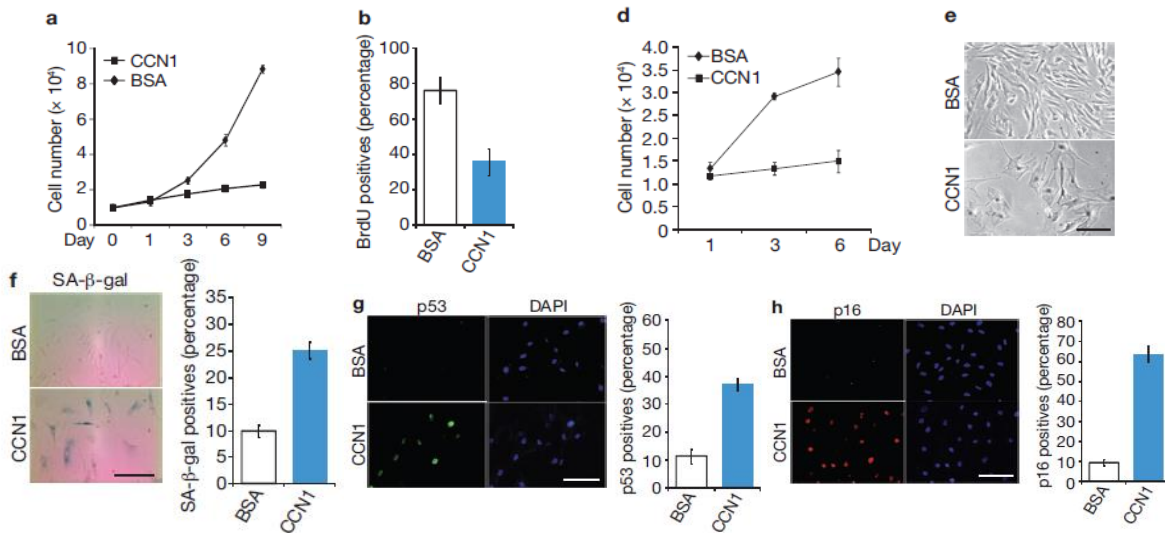 a
Cell number (× 10⁴)
10
8
6
4
2
0
CCN1
BSA
Day
0 1 3 6 9
b
BrdU positives (percentage)
100
80
60
40
20
0
BSA
CCN1
d
Cell number (× 10⁴)
4.0
3.5
3.0
2.5
2.0
1.5
1.0
0.5
0
BSA
CCN1
1 3 6 Day
e
BSA
CCN1
f
SA-β-gal
BSA
CCN1
SA-β-gal positives (percentage)
35
30
25
20
15
10
5
0
BSA
CCN1
g
p53 DAPI
BSA
CCN1
p53 positives (percentage)
60
50
40
30
20
10
0
BSA
CCN1
h
p16 DAPI
BSA
CCN1
p16 positives (percentage)
80
70
60
50
40
30
20
10
0
BSA
CCN1